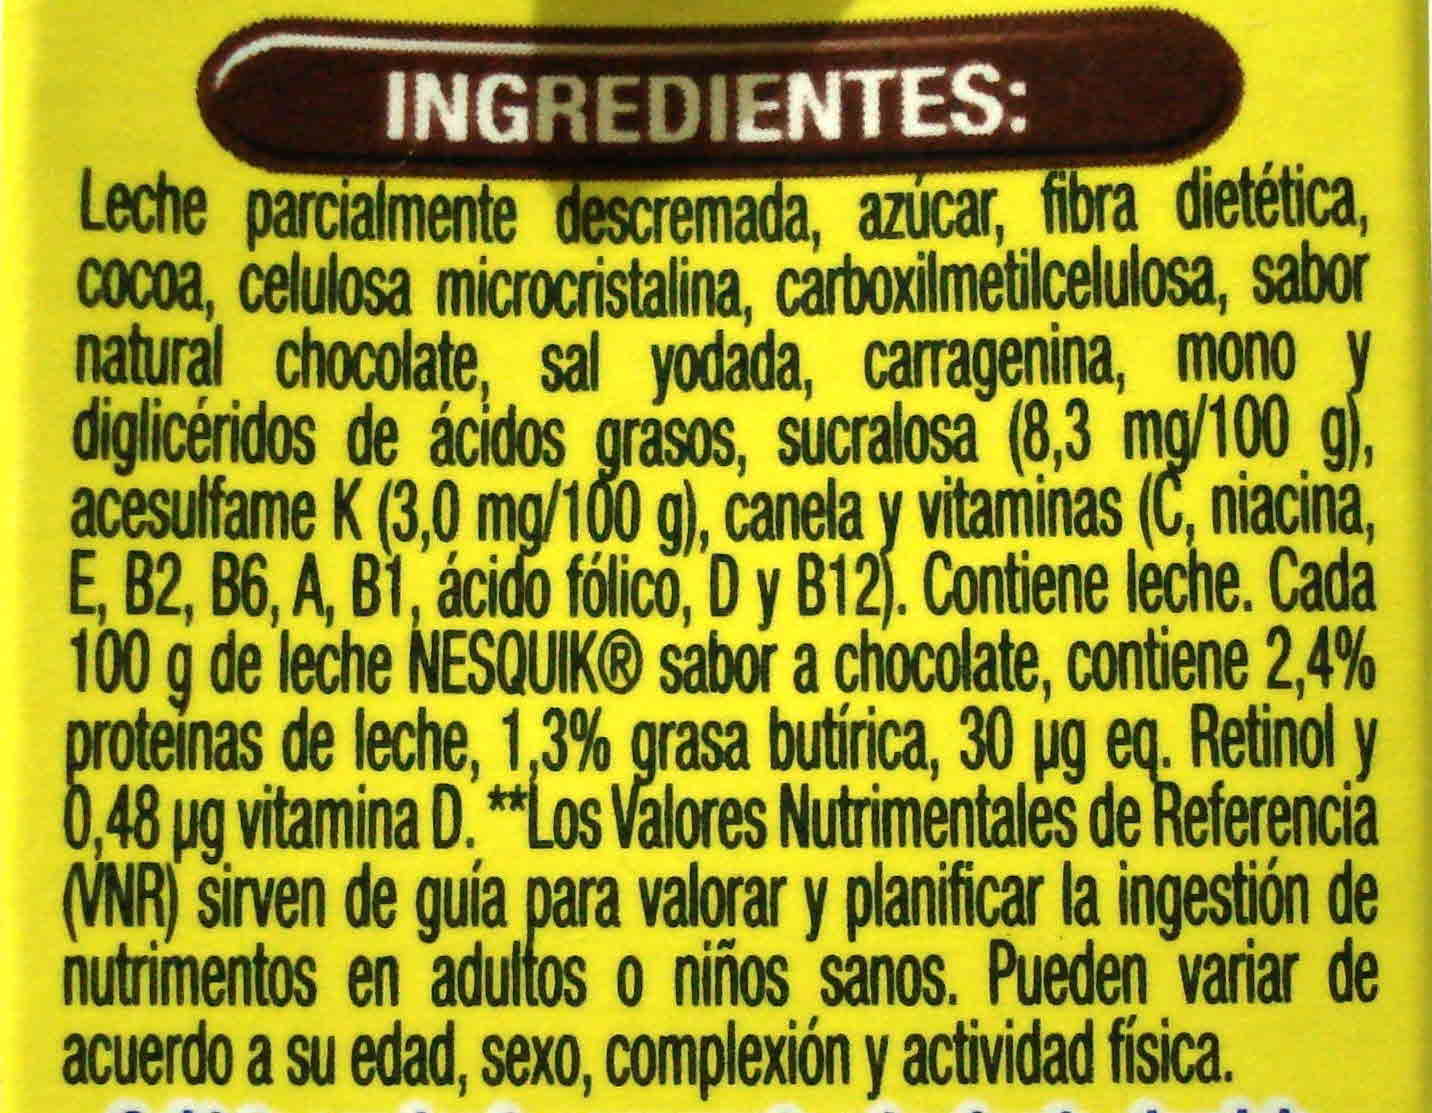 INGREDIENTES:
Leche parcialmente descremada, azúcar, fibra dietética,
cocoa, celulosa microcristalina, carboxilmetilcelulosa, sabor
natural chocolate, sal yodada, carragenina, mono y
diglicéridos de ácidos grasos, sucralosa (8,3 mg/100 g),
acesulfame K (3,0 mg/100 g), canela y vitaminas (C, niacina,
E, B2, B6, A, B1, ácido fólico, D y B12). Contiene leche. Cada
100 g de leche NESQUIK® sabor a chocolate, contiene 2,4%
proteínas de leche, 1,3% grasa butírica, 30 µg eq. Retinol y
0,48 µg vitamina D. **Los Valores Nutrimentales de Referencia
(VNR) sirven de guía para valorar y planificar la ingestión de
nutrimentos en adultos o niños sanos. Pueden variar de
acuerdo a su edad, sexo, complexión y actividad física.